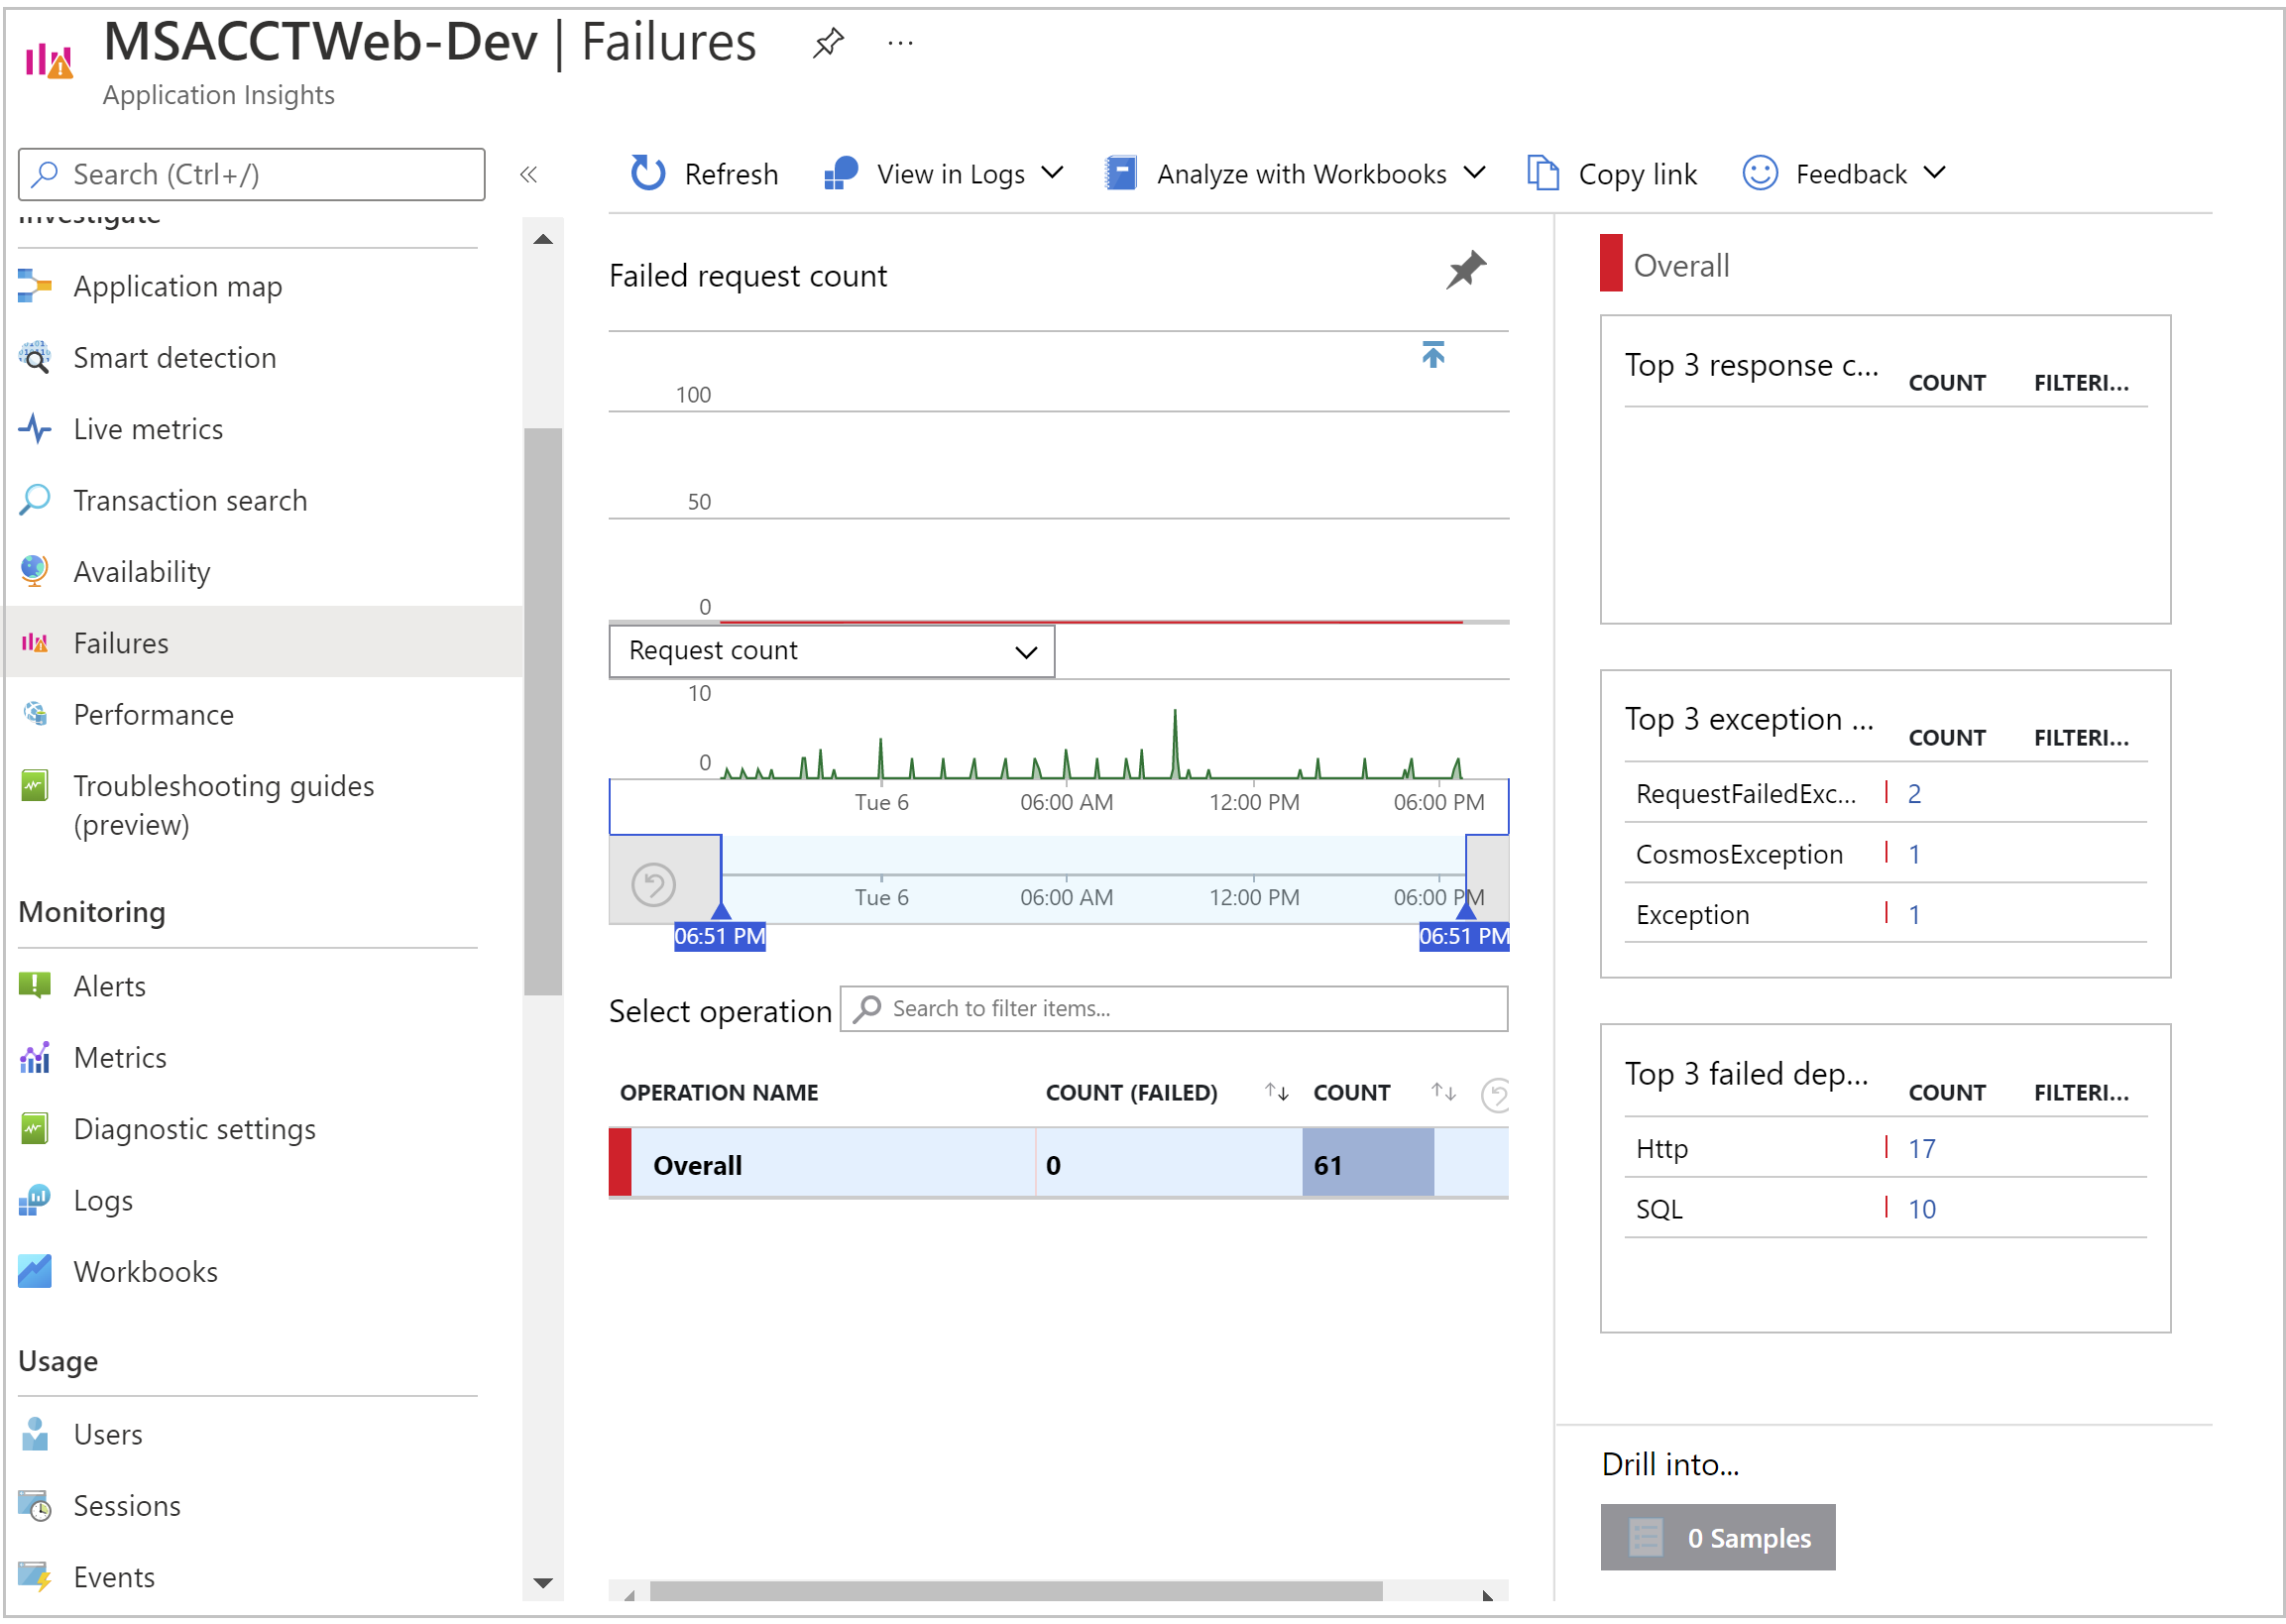 MSACCTWeb-Dev | Failures
Application Insights
Search (Ctrl+/)
«
Refresh
View in Logs
Analyze with Workbooks
Copy link
Feedback
Investigate
Application map
Smart detection
Live metrics
Transaction search
Availability
Failures
Performance
Troubleshooting guides
(preview)
Monitoring
Alerts
Metrics
Diagnostic settings
Logs
Workbooks
Usage
Users
Sessions
Events
Failed request count
100
50
0
Request count
10
0
Tue 6 06:00 AM 12:00 PM 06:00 PM
Tue 6 06:00 AM 12:00 PM 06:00 PM
06:51 PM 06:51 PM
Select operation Search to filter items...
OPERATION NAME COUNT (FAILED) COUNT
Overall 0 61
Overall
Top 3 response c... COUNT FILTERI...
Top 3 exception ... COUNT FILTERI...
RequestFailedExc... 2
CosmosException 1
Exception 1
Top 3 failed dep... COUNT FILTERI...
Http 17
SQL 10
Drill into...
0 Samples